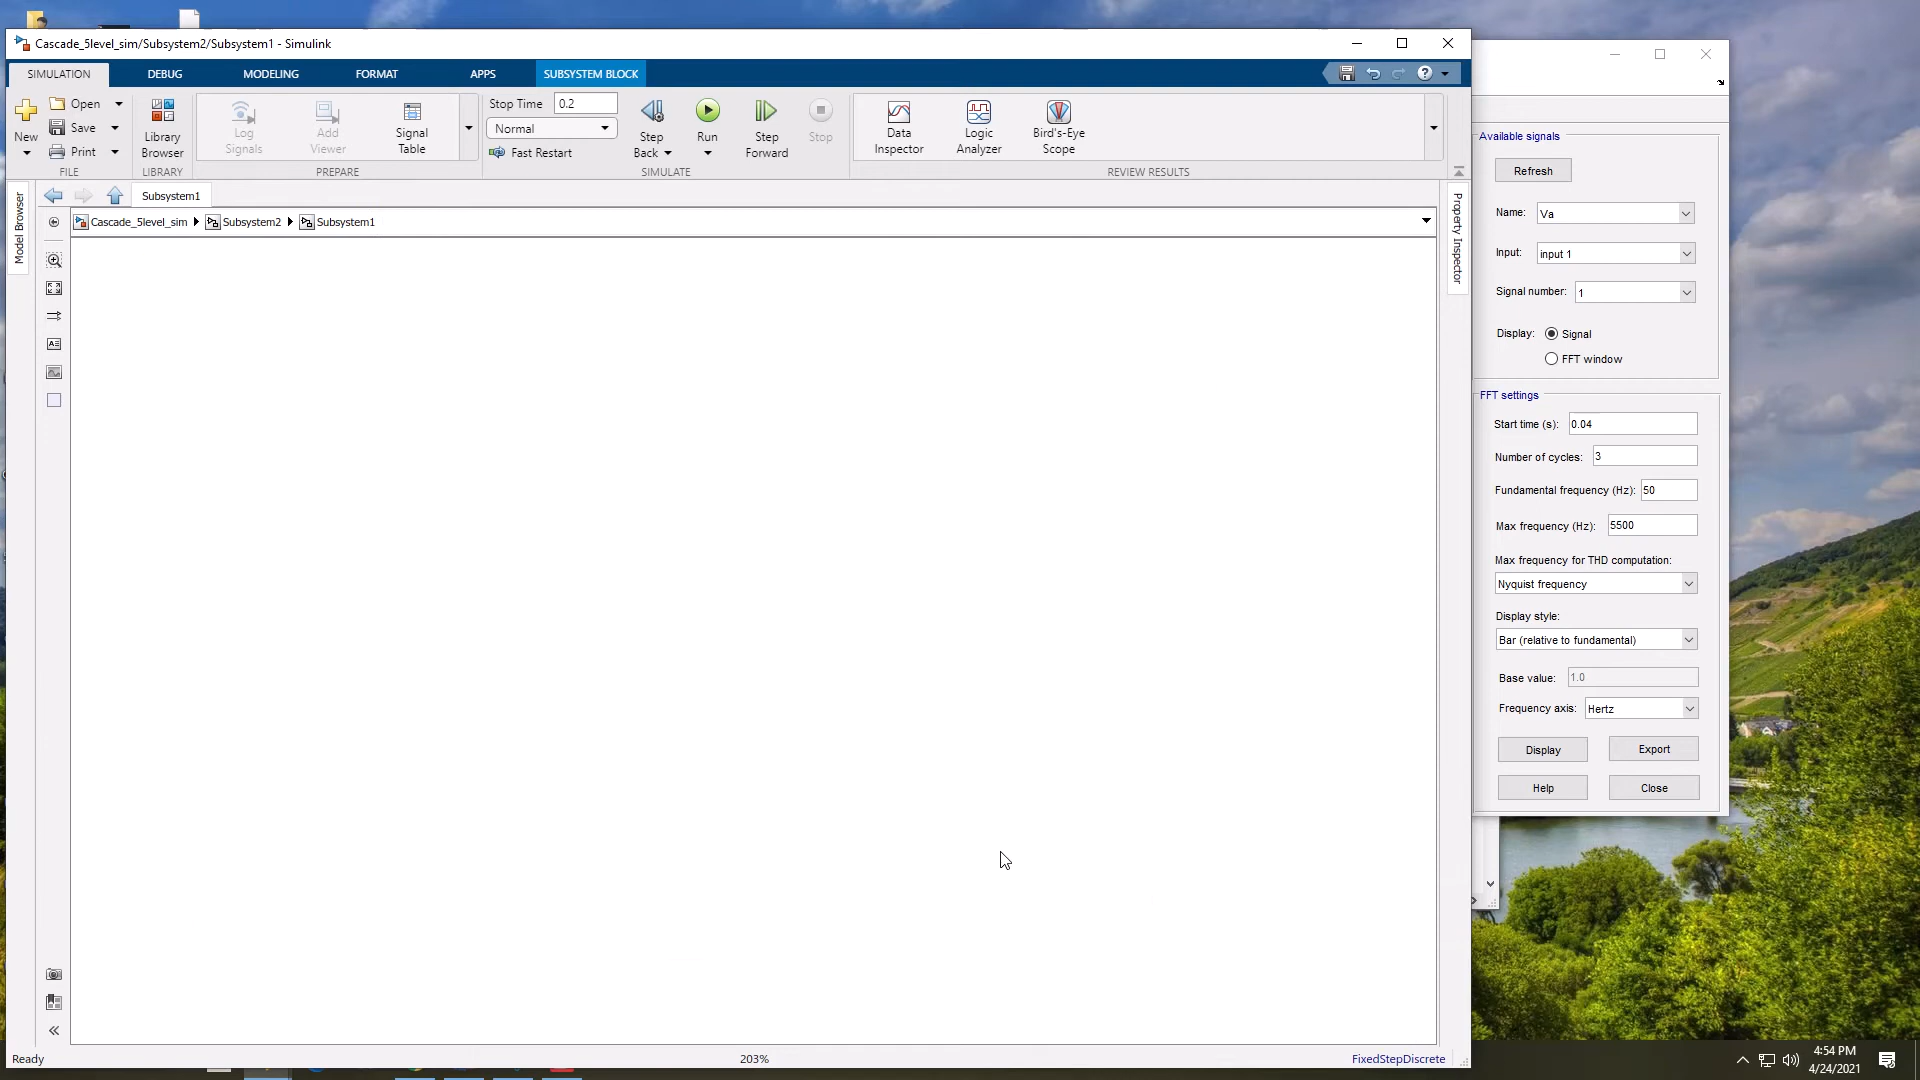 Cascade_5level_sim/Subsystem2/Subsystem1 - Simulink
SIMULATION DEBUG MODELING FORMAT APPS SUBSYSTEM BLOCK
New
Open
Save
Print
FILE
Library Browser
LIBRARY
Log Signals
Add Viewer
Signal Table
PREPARE
Stop Time 0.2
Normal
Fast Restart
Step Back
Run
Step Forward
Stop
SIMULATE
Data Inspector
Logic Analyzer
Bird's-Eye Scope
REVIEW RESULTS
Model Browser
Subsystem1
Cascade_5level_sim Subsystem2 Subsystem1
Property Inspector
Ready
203%
FixedStepDiscrete
Available signals
Refresh
Name: Va
Input: input 1
Signal number: 1
Display: Signal
FFT window
FFT settings
Start time (s): 0.04
Number of cycles: 3
Fundamental frequency (Hz): 50
Max frequency (Hz): 5500
Max frequency for THD computation:
Nyquist frequency
Display style:
Bar (relative to fundamental)
Base value: 1.0
Frequency axis: Hertz
Display Export
Help Close
4:54 PM
4/24/2021